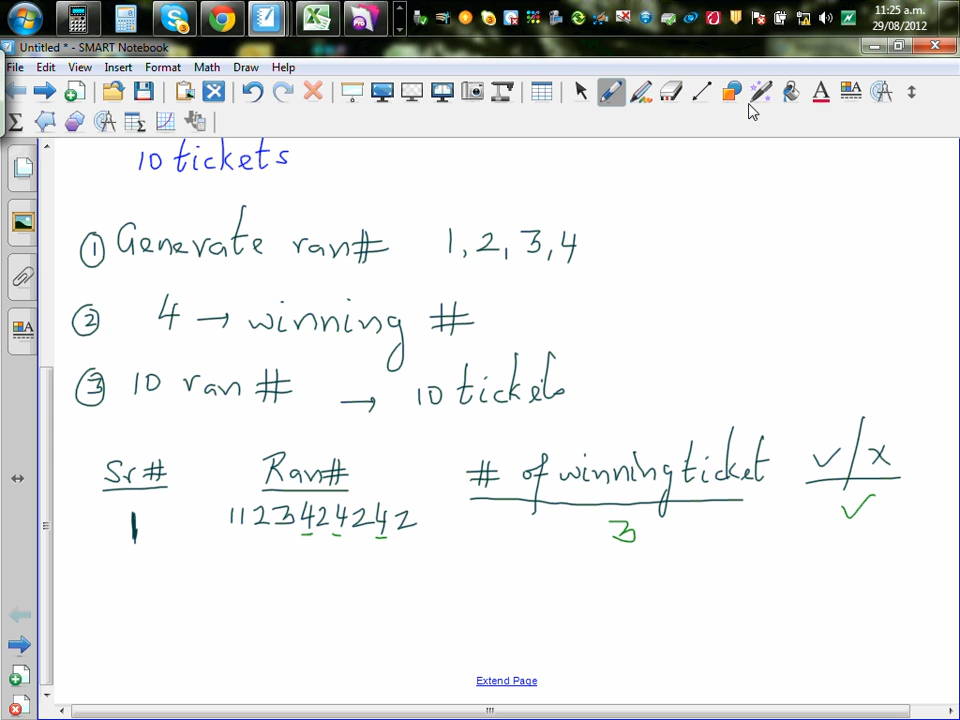 11:25 a.m.
29/08/2012
Untitled * - SMART Notebook
File Edit View Insert Format Math Draw Help
10 tickets
① Generate ran# 1, 2, 3, 4
② 4 → winning #
③ 10 ran# → 10 tickets
Sr# Ran# # of winning ticket ✓/x
1 1123424242 3 ✓
Extend Page